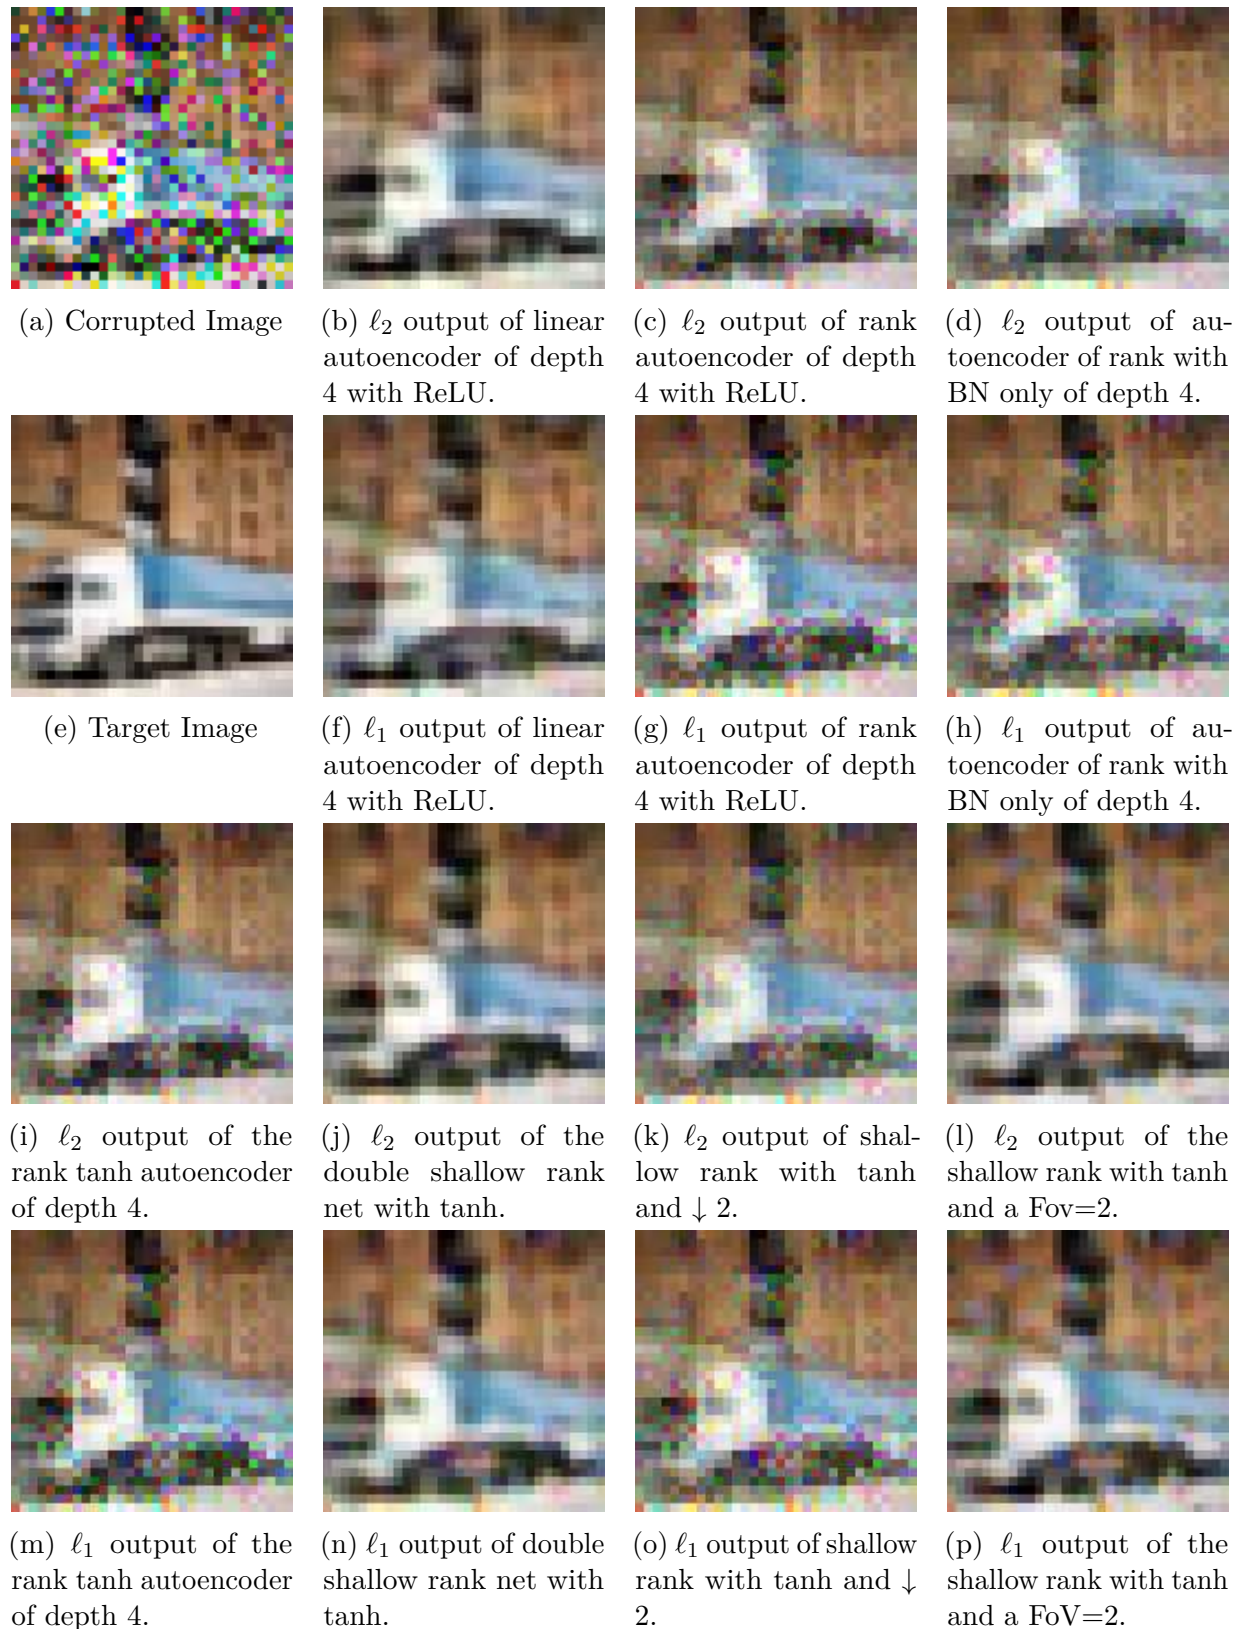 (a) Corrupted Image
(b) ℓ₂ output of linear
autoencoder of depth
4 with ReLU.
(c) ℓ₂ output of rank
autoencoder of depth
4 with ReLU.
(d) ℓ₂ output of au-
toencoder of rank with
BN only of depth 4.
(e) Target Image
(f) ℓ₁ output of linear
autoencoder of depth
4 with ReLU.
(g) ℓ₁ output of rank
autoencoder of depth
4 with ReLU.
(h) ℓ₁ output of au-
toencoder of rank with
BN only of depth 4.
(i) ℓ₂ output of the
rank tanh autoencoder
of depth 4.
(j) ℓ₂ output of the
double shallow rank
net with tanh.
(k) ℓ₂ output of shal-
low rank with tanh
and ↓ 2.
(l) ℓ₂ output of the
shallow rank with tanh
and a Fov=2.
(m) ℓ₁ output of the
rank tanh autoencoder
of depth 4.
(n) ℓ₁ output of double
shallow rank net with
tanh.
(o) ℓ₁ output of shallow
rank with tanh and ↓
2.
(p) ℓ₁ output of the
shallow rank with tanh
and a FoV=2.